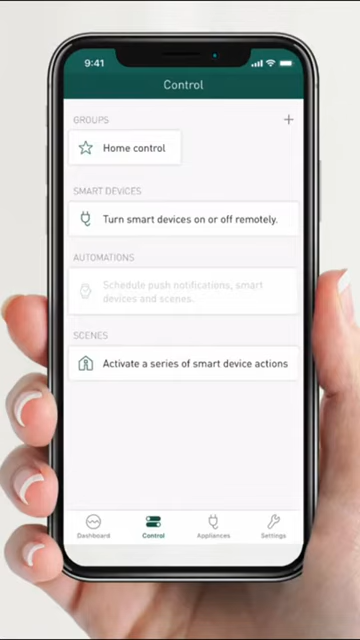 9:41
Control
GROUPS
Home control
SMART DEVICES
Turn smart devices on or off remotely.
AUTOMATIONS
Schedule push notifications, smart
devices and scenes.
SCENES
Activate a series of smart device actions
Dashboard Control Appliances Settings